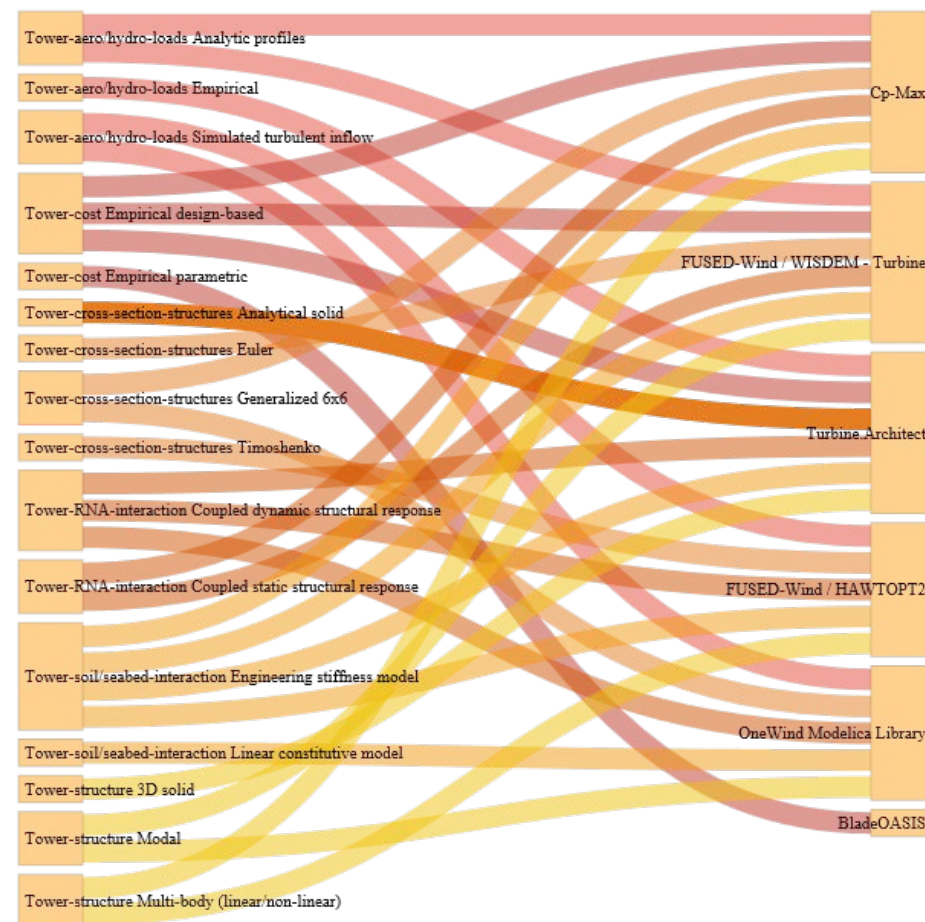 Tower-aero/hydro-loads Analytic profiles
Tower-aero/hydro-loads Empirical
Tower-aero/hydro-loads Simulated turbulent inflow
Tower-cost Empirical design-based
Tower-cost Empirical parametric
Tower-cross-section-structures Analytical solid
Tower-cross-section-structures Euler
Tower-cross-section-structures Generalized 6x6
Tower-cross-section-structures Timoshenko
Tower-RNA-interaction Coupled dynamic structural response
Tower-RNA-interaction Coupled static structural response
Tower-soil/seabed-interaction Engineering stiffness model
Tower-soil/seabed-interaction Linear constitutive model
Tower-structure 3D solid
Tower-structure Modal
Tower-structure Multi-body (linear/non-linear)
Cp-Max
FUSED-Wind / WISDEM - Turbine
Turbine.Architect
FUSED-Wind / HAWTOPT2
OneWind Modelica Library
BladeOASIS